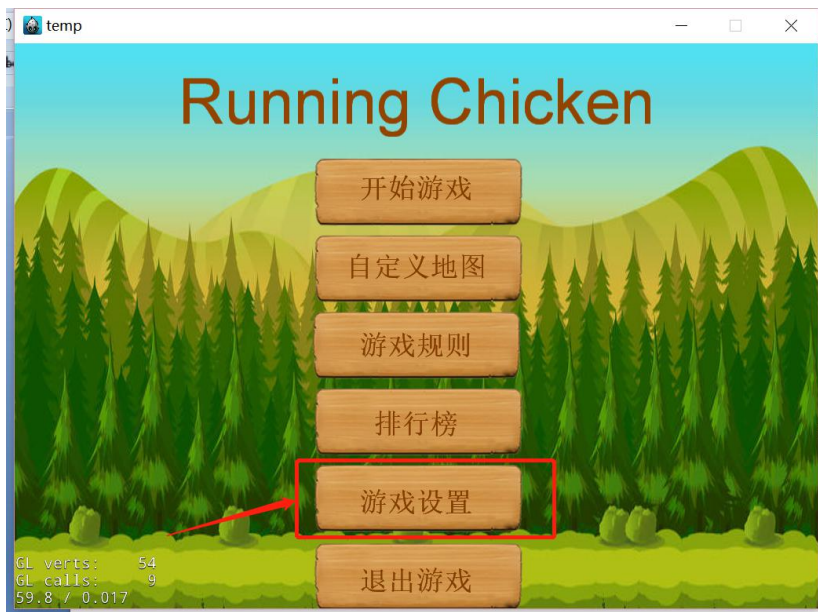 temp
Running Chicken
开始游戏
自定义地图
游戏规则
排行榜
游戏设置
退出游戏
GL verts: 54
GL calls: 9
59.8 / 0.017